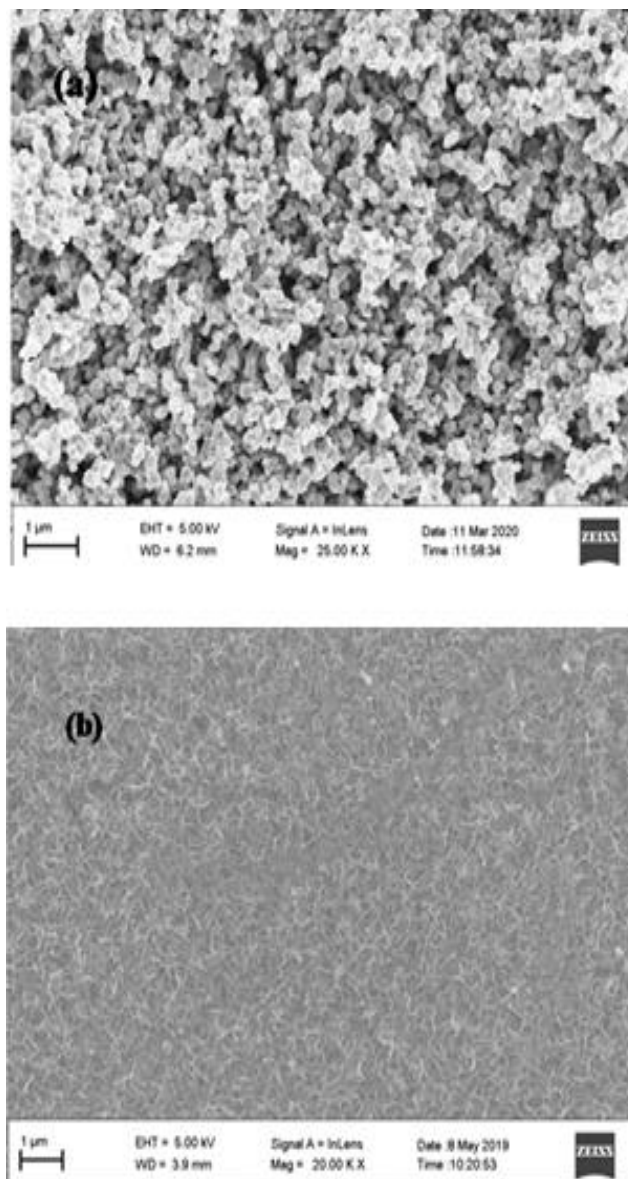 (a)
1 µm
EHT = 5.00 kV Signal A = InLens Date :11 Mar 2020
WD = 6.2 mm Mag = 25.00 K X Time :11:58:34
ZEISS
(b)
1 µm
EHT = 5.00 kV Signal A = InLens Date :8 May 2019
WD = 3.9 mm Mag = 20.00 K X Time :10:20:53
ZEISS